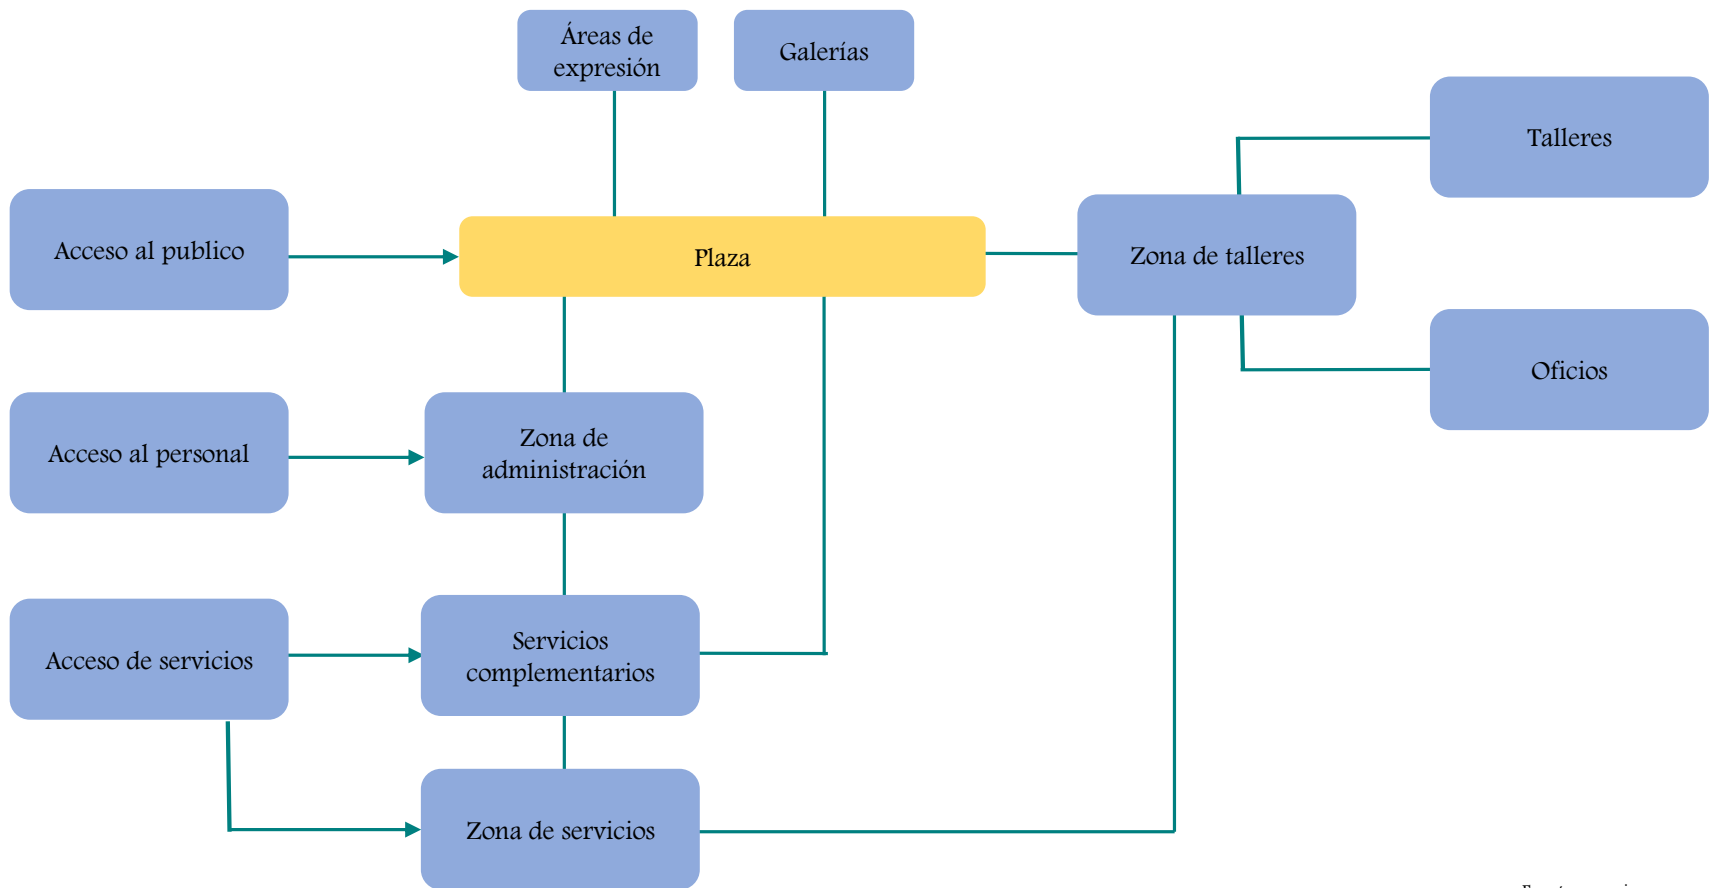 Áreas de
expresión
Galerías
Talleres
Acceso al publico
Plaza
Zona de talleres
Oficios
Acceso al personal
Zona de
administración
Acceso de servicios
Servicios
complementarios
Zona de servicios